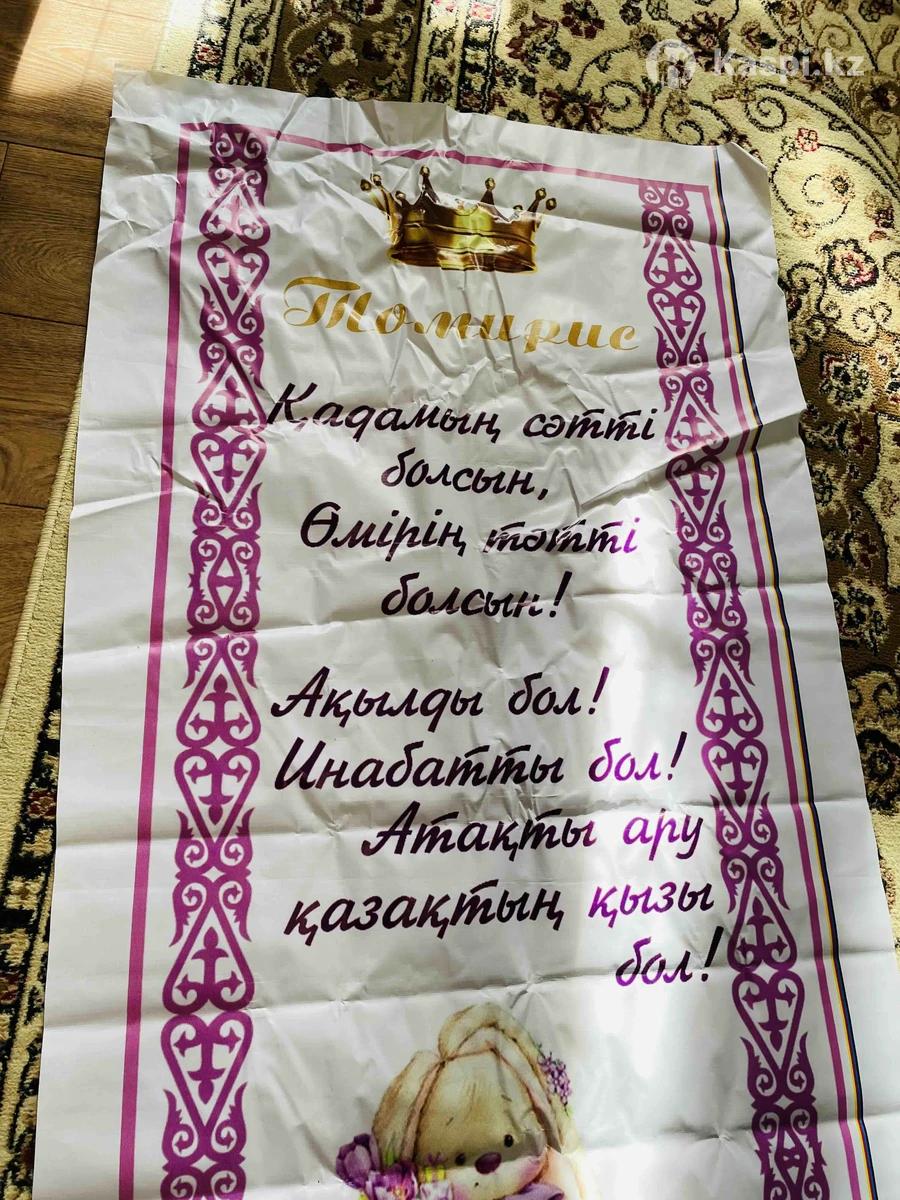 Kaspi.kz
Томирис
Қадамың сәтті
болсын,
Өмірің тәтті
болсын!
Ақылды бол!
Инабатты бол!
Атақты ару
қазақтың қызы
бол!